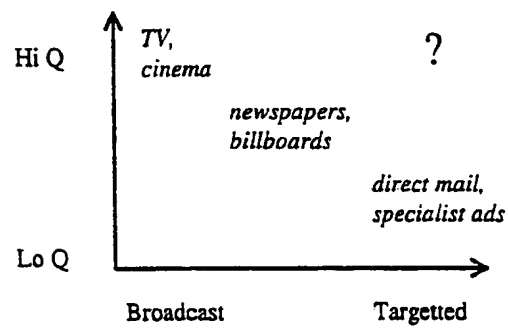 Hi Q
TV,
cinema
?
newspapers,
billboards
direct mail,
specialist ads
Lo Q
Broadcast
Targetted